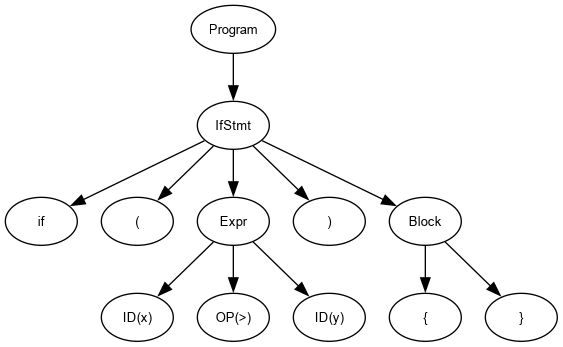 Program
IfStmt
if ( Expr ) Block
ID(x) OP(>) ID(y) { }